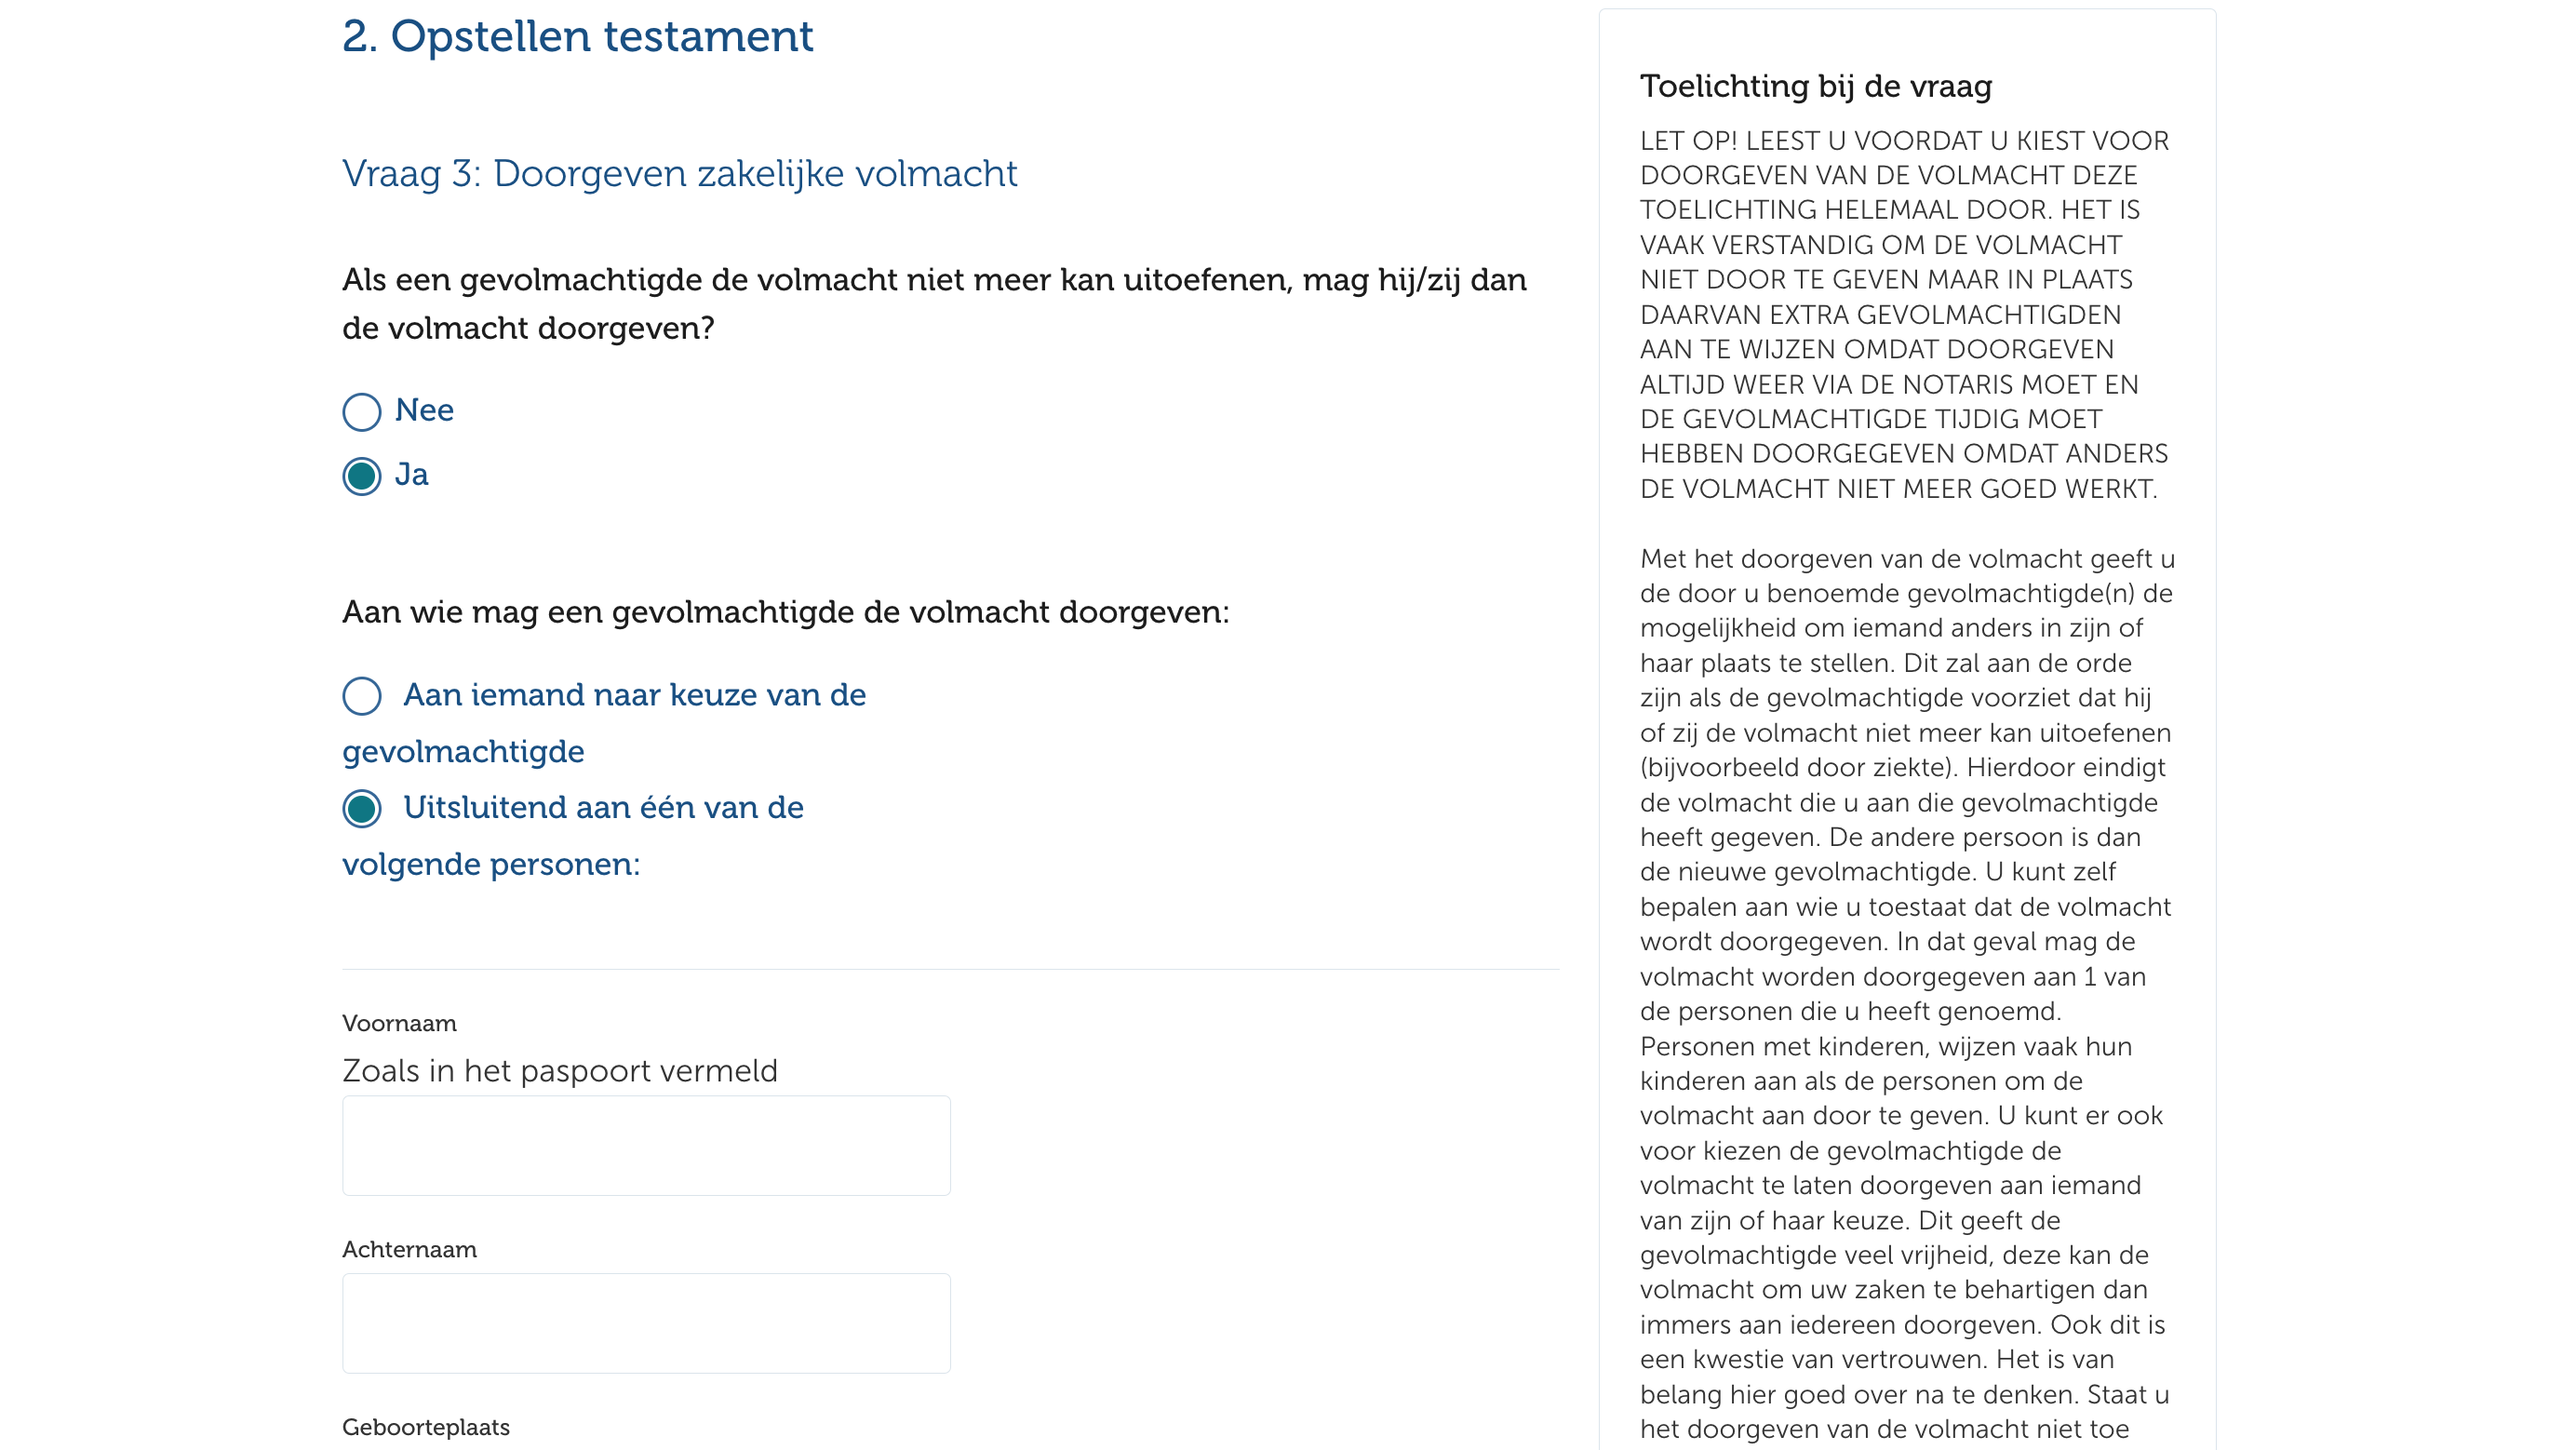 2. Opstellen testament
Vraag 3: Doorgeven zakelijke volmacht
Als een gevolmachtigde de volmacht niet meer kan uitoefenen, mag hij/zij dan
de volmacht doorgeven?
Nee
Ja
Aan wie mag een gevolmachtigde de volmacht doorgeven:
Aan iemand naar keuze van de
gevolmachtigde
Uitsluitend aan één van de
volgende personen:
Voornaam
Zoals in het paspoort vermeld
Achternaam
Geboorteplaats
Toelichting bij de vraag
LET OP! LEEST U VOORDAT U KIEST VOOR
DOORGEVEN VAN DE VOLMACHT DEZE
TOELICHTING HELEMAAL DOOR. HET IS
VAAK VERSTANDIG OM DE VOLMACHT
NIET DOOR TE GEVEN MAAR IN PLAATS
DAARVAN EXTRA GEVOLMACHTIGDEN
AAN TE WIJZEN OMDAT DOORGEVEN
ALTIJD WEER VIA DE NOTARIS MOET EN
DE GEVOLMACHTIGDE TIJDIG MOET
HEBBEN DOORGEGEVEN OMDAT ANDERS
DE VOLMACHT NIET MEER GOED WERKT.
Met het doorgeven van de volmacht geeft u
de door u benoemde gevolmachtigde(n) de
mogelijkheid om iemand anders in zijn of
haar plaats te stellen. Dit zal aan de orde
zijn als de gevolmachtigde voorziet dat hij
of zij de volmacht niet meer kan uitoefenen
(bijvoorbeeld door ziekte). Hierdoor eindigt
de volmacht die u aan die gevolmachtigde
heeft gegeven. De andere persoon is dan
de nieuwe gevolmachtigde. U kunt zelf
bepalen aan wie u toestaat dat de volmacht
wordt doorgegeven. In dat geval mag de
volmacht worden doorgegeven aan 1 van
de personen die u heeft genoemd.
Personen met kinderen, wijzen vaak hun
kinderen aan als de personen om de
volmacht aan door te geven. U kunt er ook
voor kiezen de gevolmachtigde de
volmacht te laten doorgeven aan iemand
van zijn of haar keuze. Dit geeft de
gevolmachtigde veel vrijheid, deze kan de
volmacht om uw zaken te behartigen dan
immers aan iedereen doorgeven. Ook dit is
een kwestie van vertrouwen. Het is van
belang hier goed over na te denken. Staat u
het doorgeven van de volmacht niet toe